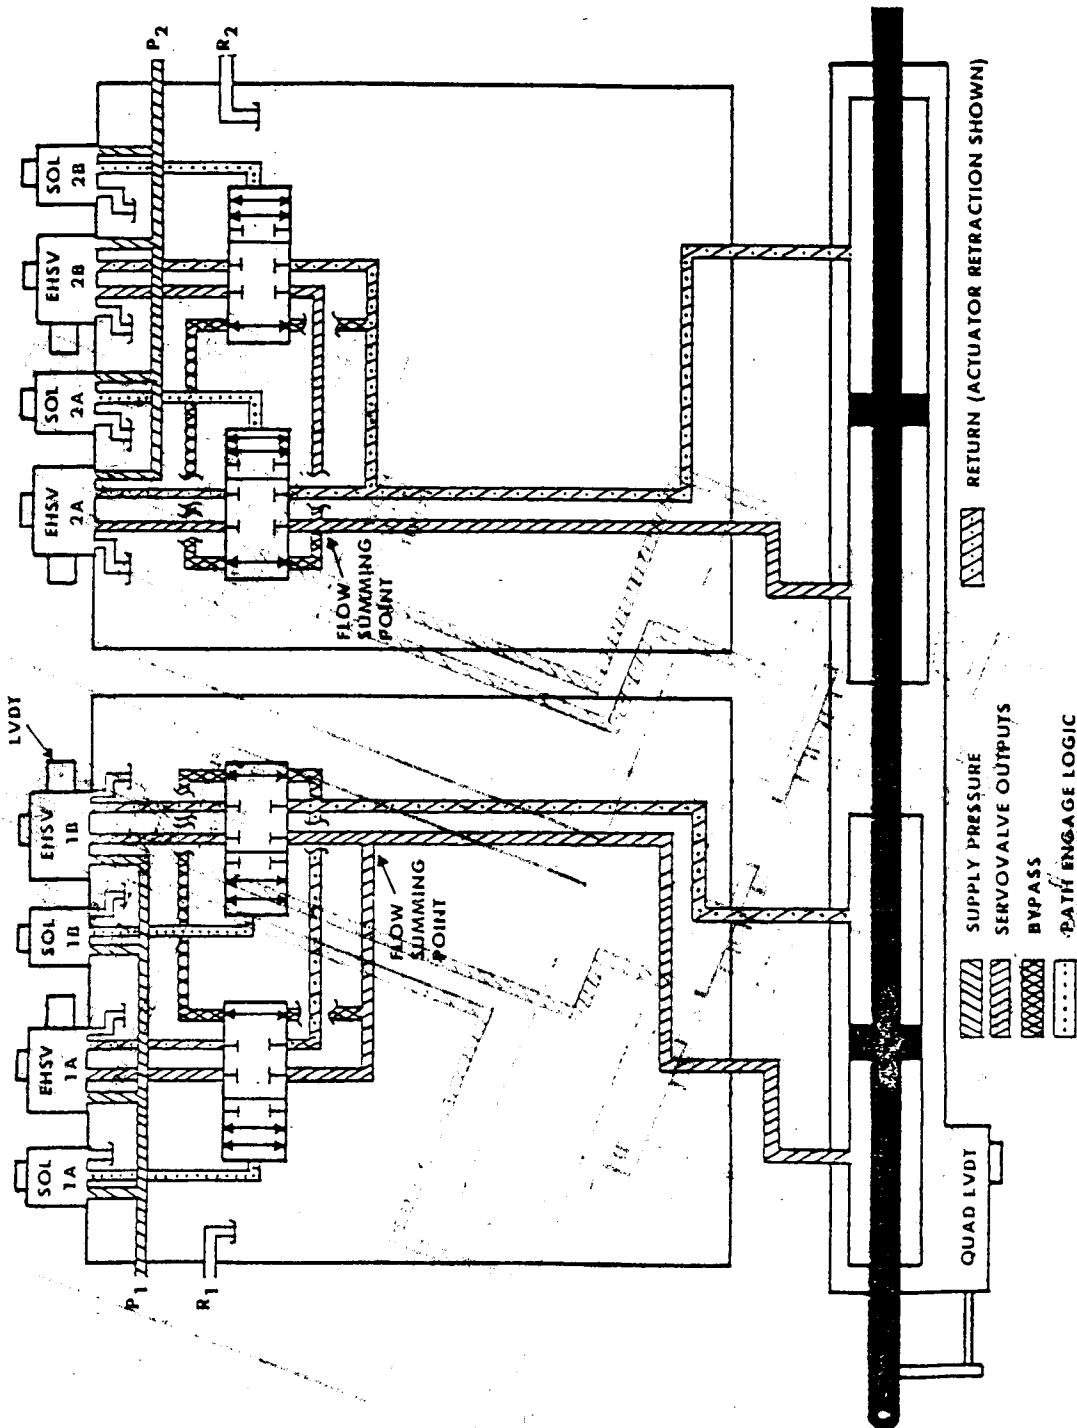 P1
R1
SOL
1A
EHSV
1A
SOL
1B
EHSV
1B
LVDT
EHSV
2A
SOL
2A
EHSV
2B
SOL
2B
P2
R2
FLOW
SUMMING
POINT
FLOW
SUMMING
POINT
QUAD LVDT
SUPPLY PRESSURE
SERVOVALVE OUTPUTS
BYPASS
PATH ENGAGE LOGIC
RETURN (ACTUATOR RETRACTION SHOWN)